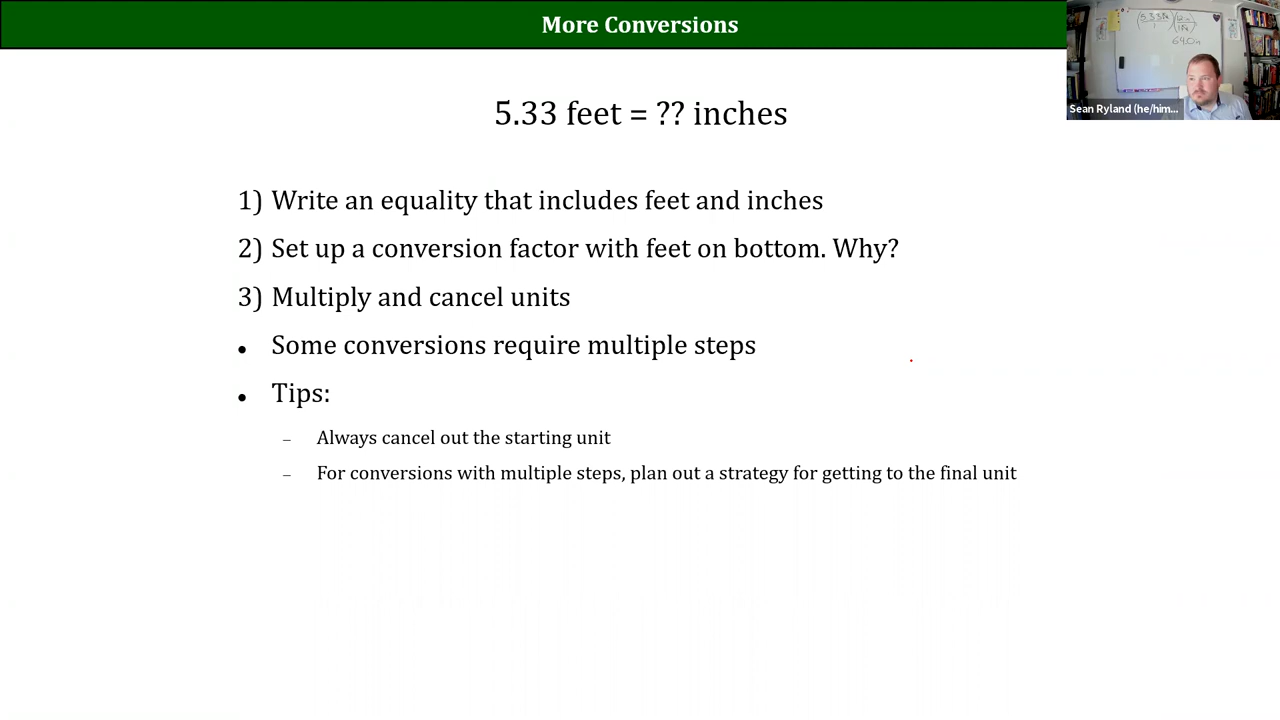 More Conversions
5.33 feet = ?? inches
1) Write an equality that includes feet and inches
2) Set up a conversion factor with feet on bottom. Why?
3) Multiply and cancel units
• Some conversions require multiple steps
• Tips:
– Always cancel out the starting unit
– For conversions with multiple steps, plan out a strategy for getting to the final unit
Sean Ryland (he/him...